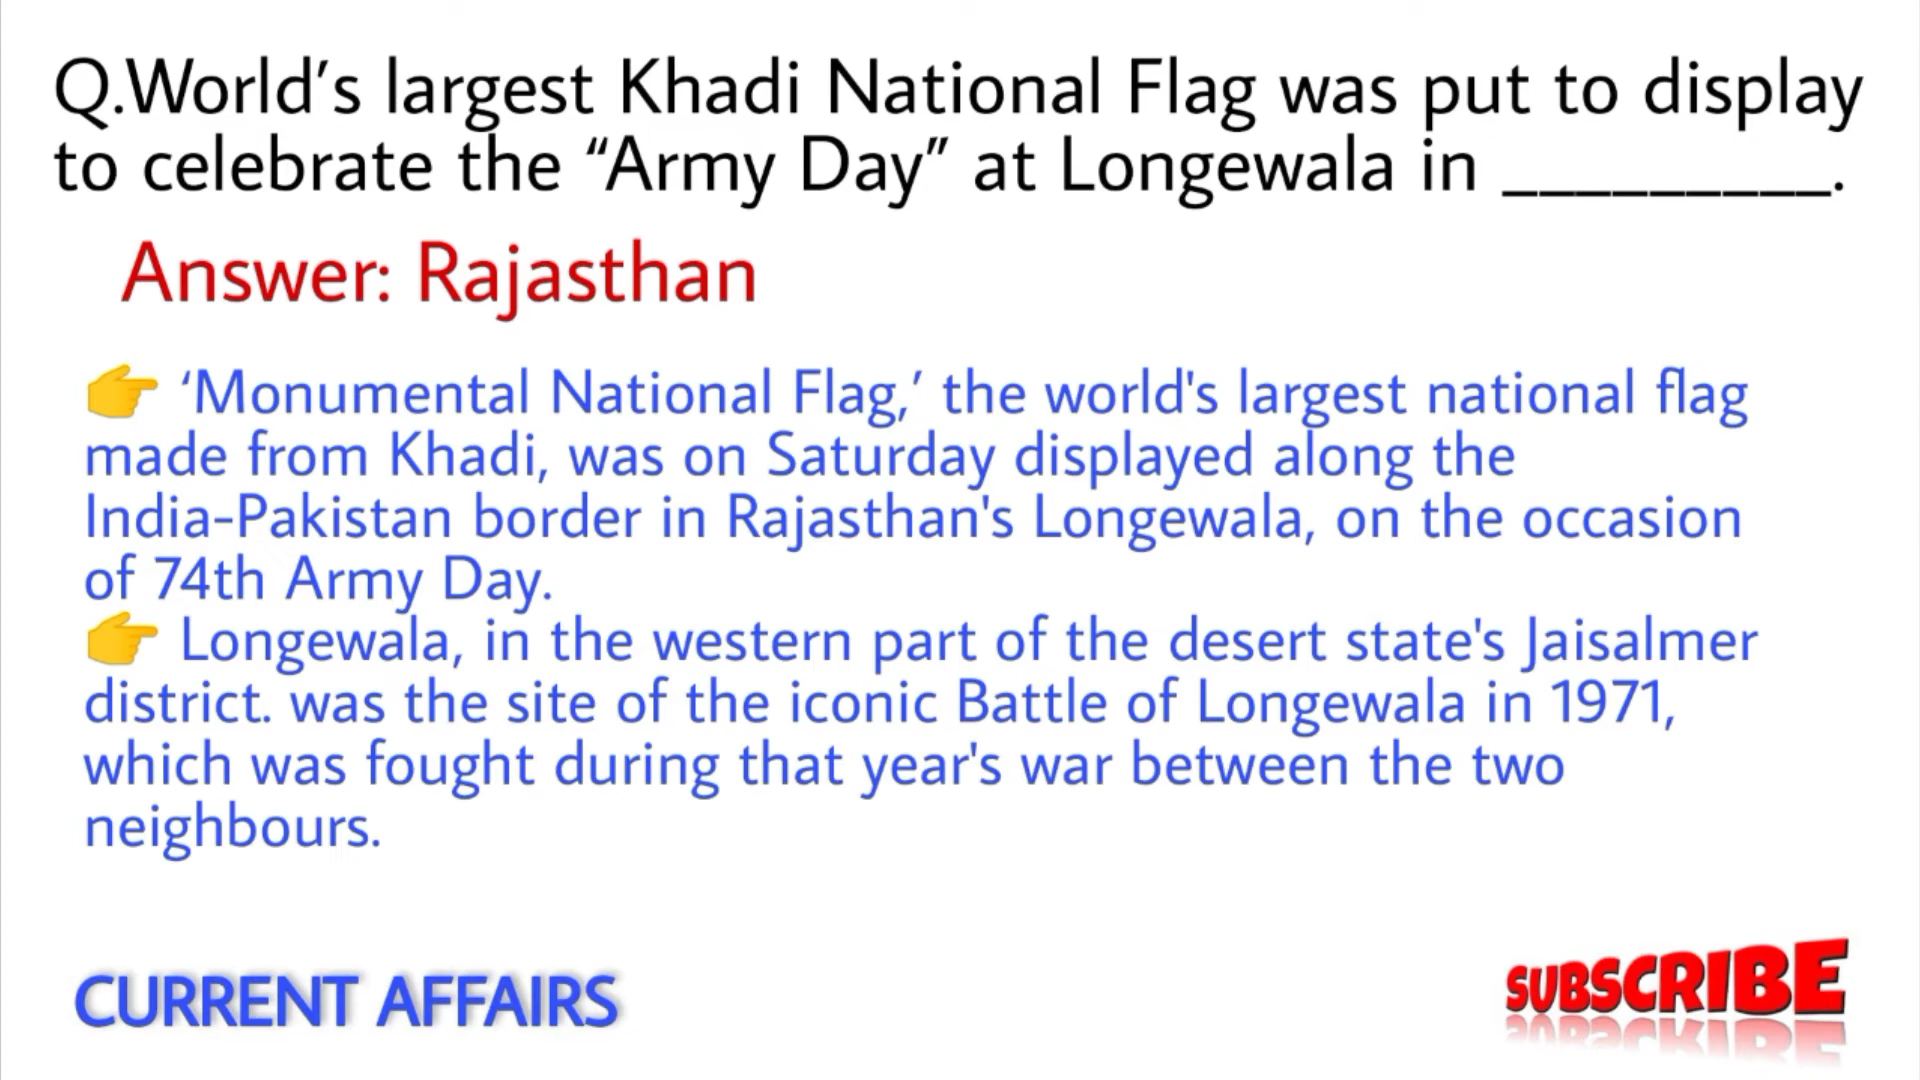 Q.World’s largest Khadi National Flag was put to display
to celebrate the “Army Day” at Longewala in _________.
Answer: Rajasthan
👉 ‘Monumental National Flag,’ the world's largest national flag
made from Khadi, was on Saturday displayed along the
India-Pakistan border in Rajasthan's Longewala, on the occasion
of 74th Army Day.
👉 Longewala, in the western part of the desert state's Jaisalmer
district. was the site of the iconic Battle of Longewala in 1971,
which was fought during that year's war between the two
neighbours.
CURRENT AFFAIRS
SUBSCRIBE